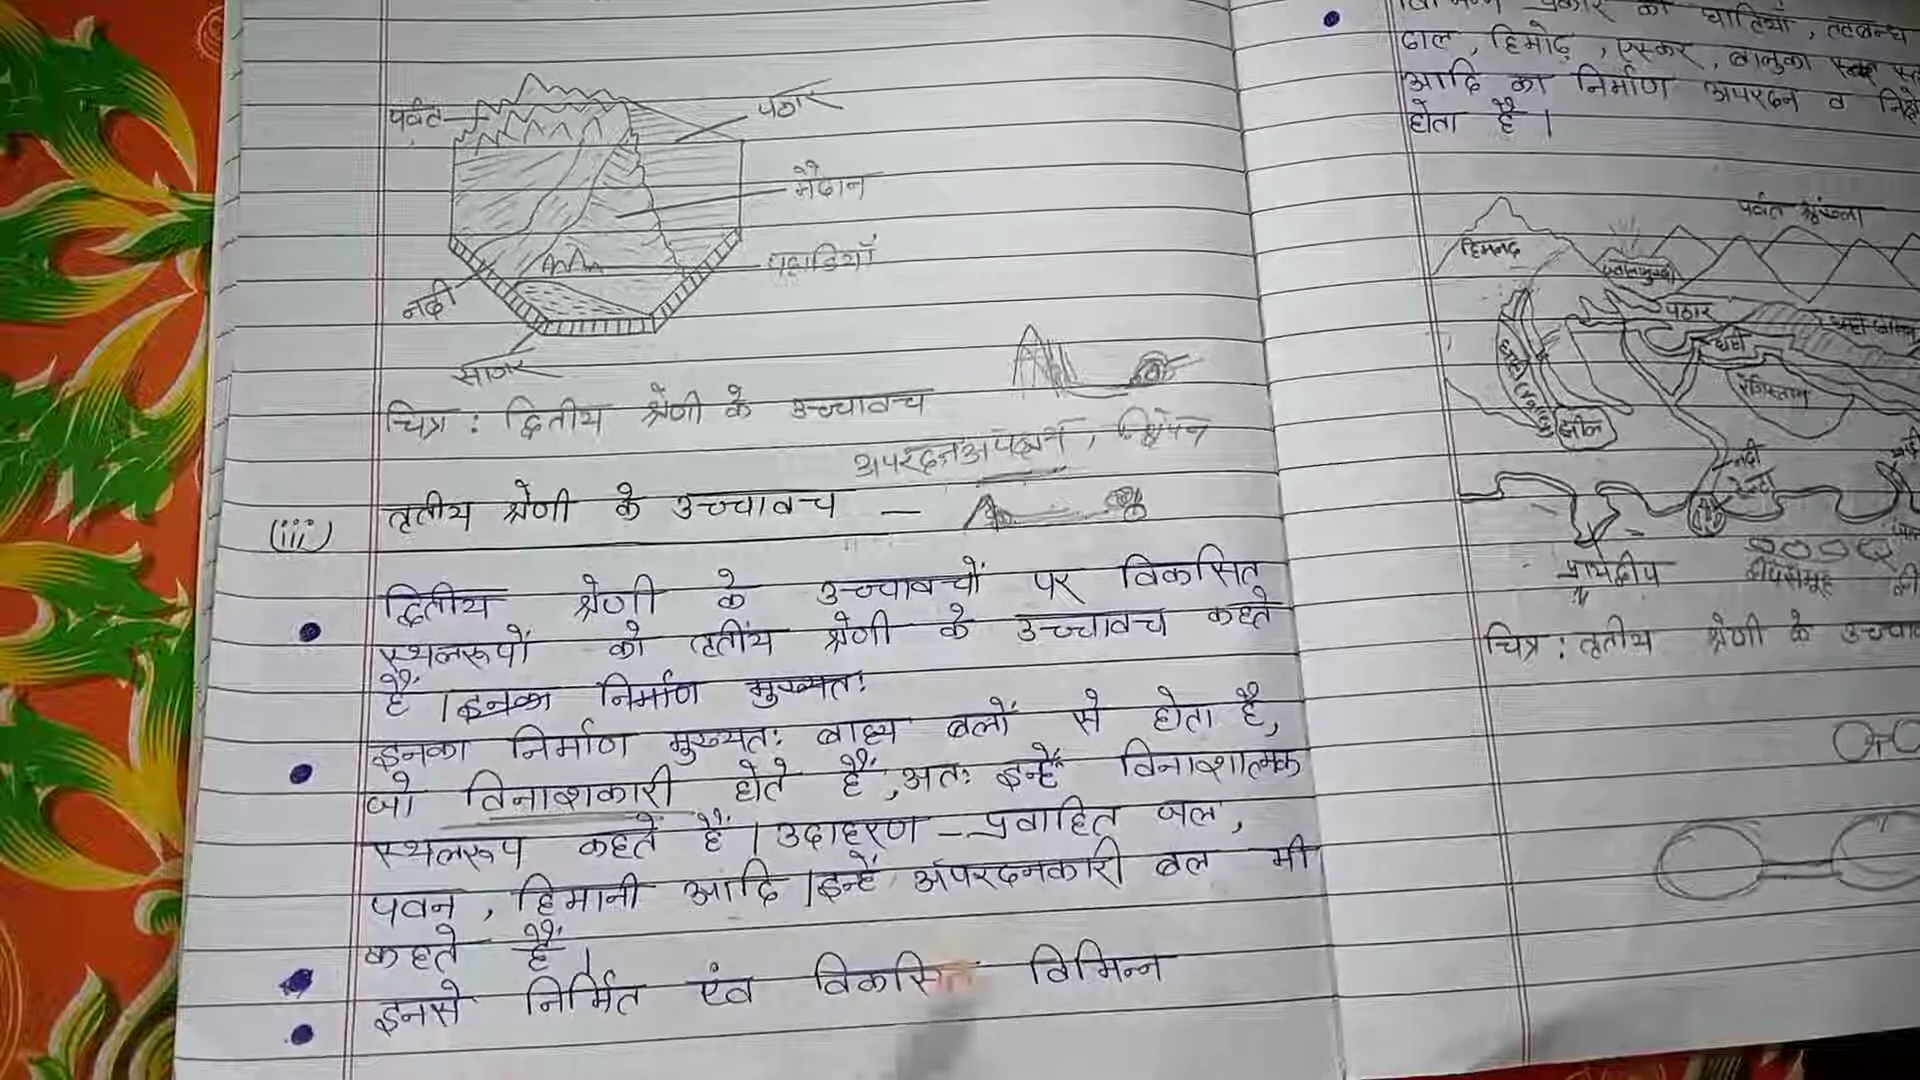 पर्वत
पठार
मैदान
पहाडियाँ
नदी
सागर
चित्र : द्वितीय श्रेणी के उच्चावच
अपरदन अपक्षय, निक्षेपन
(iii) तृतीय श्रेणी के उच्चावच –
द्वितीय श्रेणी के उच्चावचों पर विकसित
स्थलरूपों को तृतीय श्रेणी के उच्चावच कहते
हैं। इनका निर्माण मुख्यतः
इनका निर्माण मुख्यतः बाह्य बलों से होता है,
जो विनाशकारी होते हैं, अतः इन्हें विनाशात्मक
स्थलरूप कहते हैं। उदाहरण – प्रवाहित जल,
पवन, हिमानी आदि। इन्हें अपरदनकारी बल भी
कहते हैं।
इनसे निर्मित एंव विकसित विभिन्न
प्रकार की घातियाँ, तटबन्ध
ढाल, हिमोढ़, एस्कर, बालुका
आदि का निर्माण अपरदन व
होता है।
पर्वत श्रृंखला
हिमनद
ज्वालामुखी
पठार
घाटी
रेगिस्तान
झील
नदी
डेल्टा
प्रायद्वीप
द्वीपसमूह
चित्र : तृतीय श्रेणी के